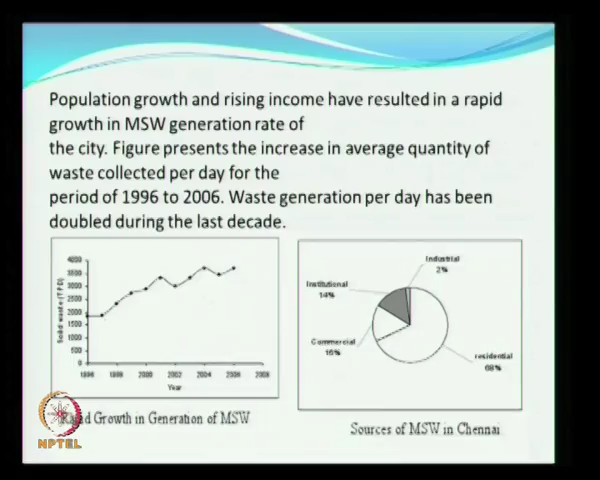 Population growth and rising income have resulted in a rapid
growth in MSW generation rate of
the city. Figure presents the increase in average quantity of
waste collected per day for the
period of 1996 to 2006. Waste generation per day has been
doubled during the last decade.
4000
3500
3000
2500
2000
1500
1000
500
0
Solid waste (TPD)
1996 1998 2000 2002 2004 2006 2008
Year
Industrial
2%
Institutional
14%
Commercial
16%
residential
68%
Rapid Growth in Generation of MSW
Sources of MSW in Chennai
NPTEL